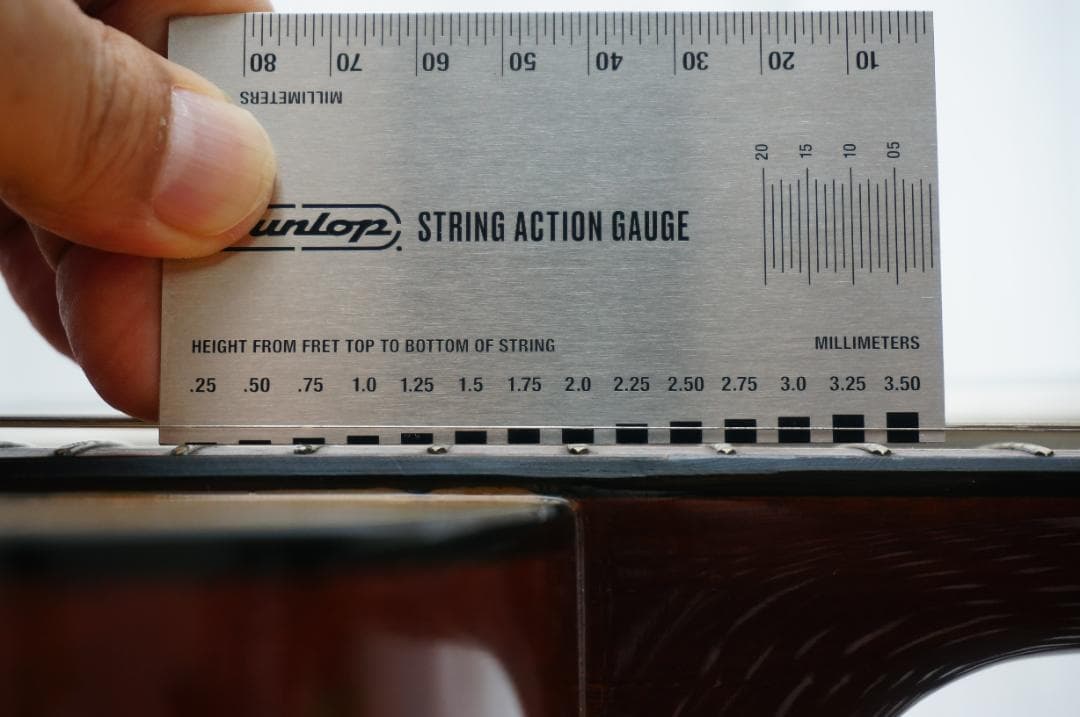 80 70 60 50 40 30 20 10
MILLIMETERS
20 15 10 05
unlop STRING ACTION GAUGE
HEIGHT FROM FRET TOP TO BOTTOM OF STRING MILLIMETERS
.25 .50 .75 1.0 1.25 1.5 1.75 2.0 2.25 2.50 2.75 3.0 3.25 3.50